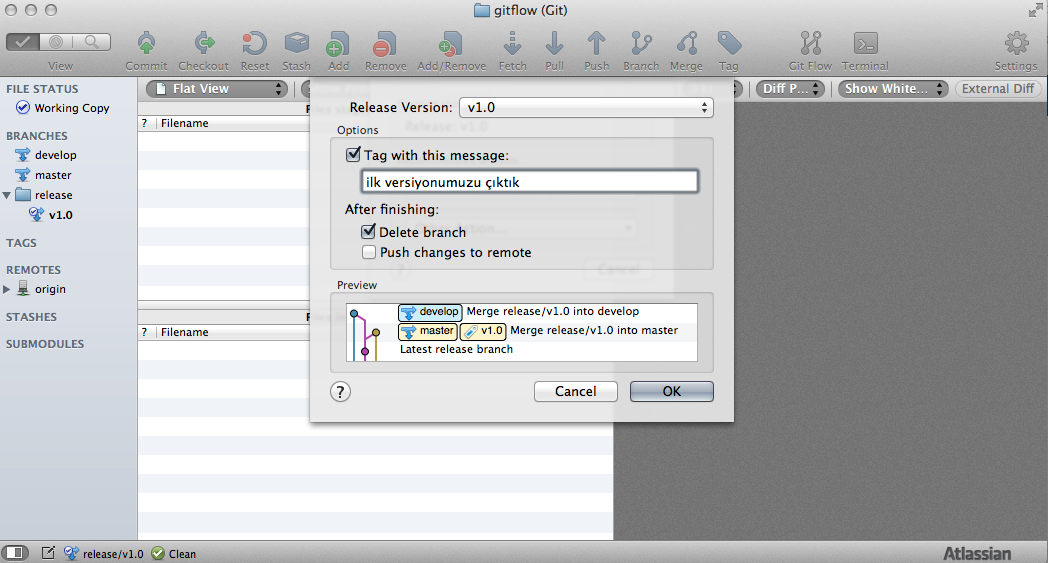 gitflow (Git)
View Commit Checkout Reset Stash Add Remove Add/Remove Fetch Pull Push Branch Merge Tag Git Flow Terminal Settings
FILE STATUS
Working Copy
BRANCHES
develop
master
release
v1.0
TAGS
REMOTES
origin
STASHES
SUBMODULES
Flat View
Diff P...
Show White...
External Diff
? Filename
? Filename
Release Version: v1.0
Options
Tag with this message:
ilk versiyonumuzu çıktık
After finishing:
Delete branch
Push changes to remote
Preview
develop Merge release/v1.0 into develop
master v1.0 Merge release/v1.0 into master
Latest release branch
? Cancel OK
release/v1.0 Clean
Atlassian